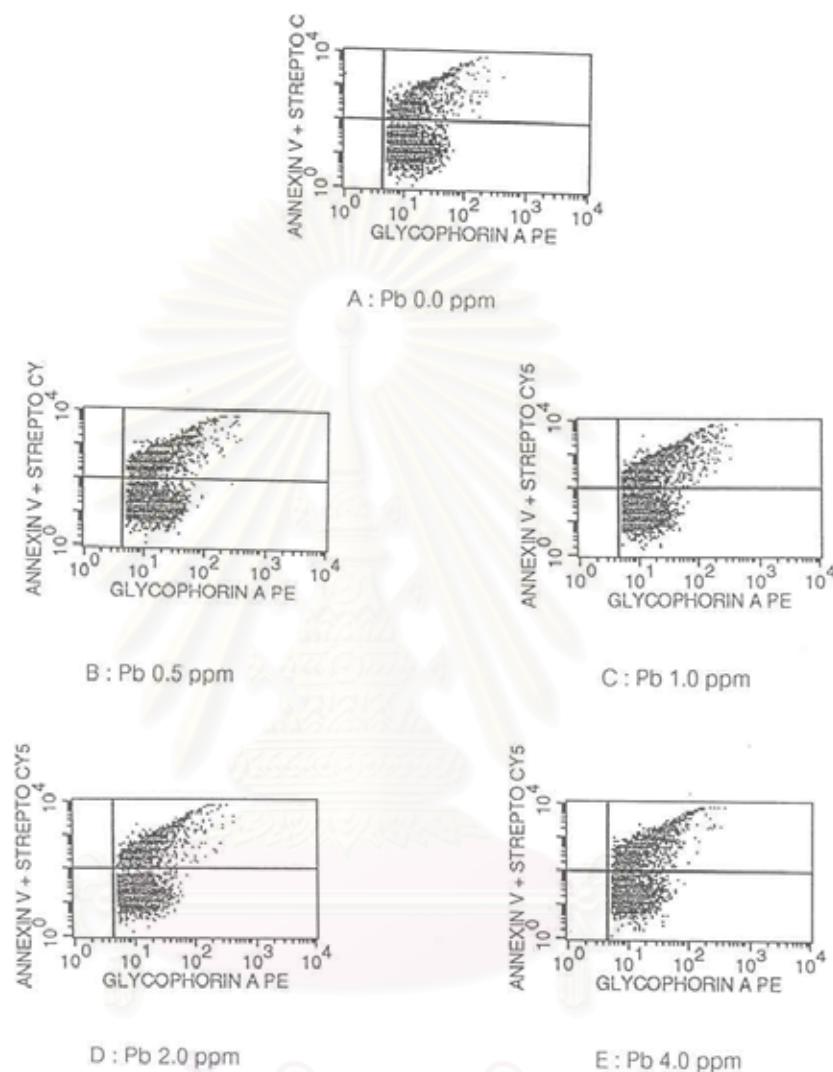 ANNEXIN V + STREPTO C
10^4
10^0
10^0 10^1 10^2 10^3 10^4
GLYCOPHORIN A PE
A : Pb 0.0 ppm
ANNEXIN V + STREPTO CY
10^4
10^0
10^0 10^1 10^2 10^3 10^4
GLYCOPHORIN A PE
B : Pb 0.5 ppm
ANNEXIN V + STREPTO CY5
10^4
10^0
10^0 10^1 10^2 10^3 10^4
GLYCOPHORIN A PE
C : Pb 1.0 ppm
ANNEXIN V + STREPTO CY5
10^4
10^0
10^0 10^1 10^2 10^3 10^4
GLYCOPHORIN A PE
D : Pb 2.0 ppm
ANNEXIN V + STREPTO CY5
10^4
10^0
10^0 10^1 10^2 10^3 10^4
GLYCOPHORIN A PE
E : Pb 4.0 ppm